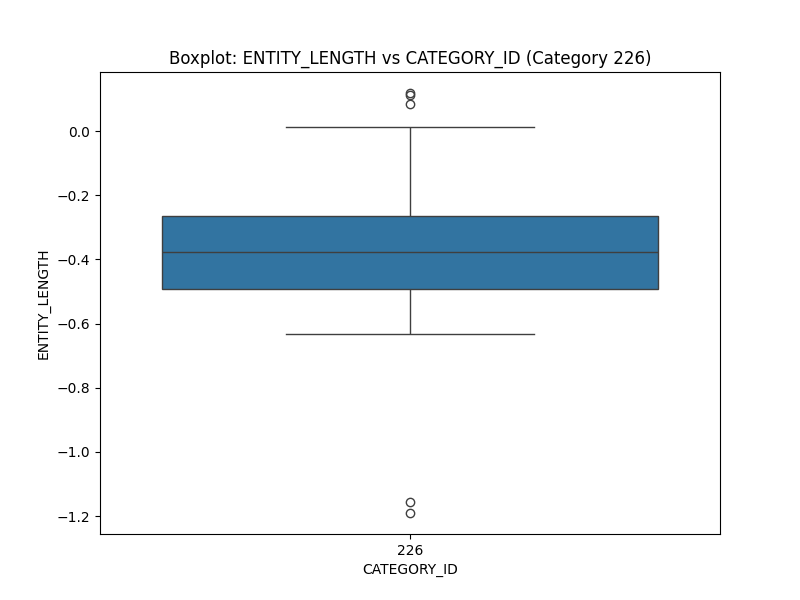 Boxplot: ENTITY_LENGTH vs CATEGORY_ID (Category 226)
0.0
−0.2
−0.4
−0.6
−0.8
−1.0
−1.2
ENTITY_LENGTH
226
CATEGORY_ID